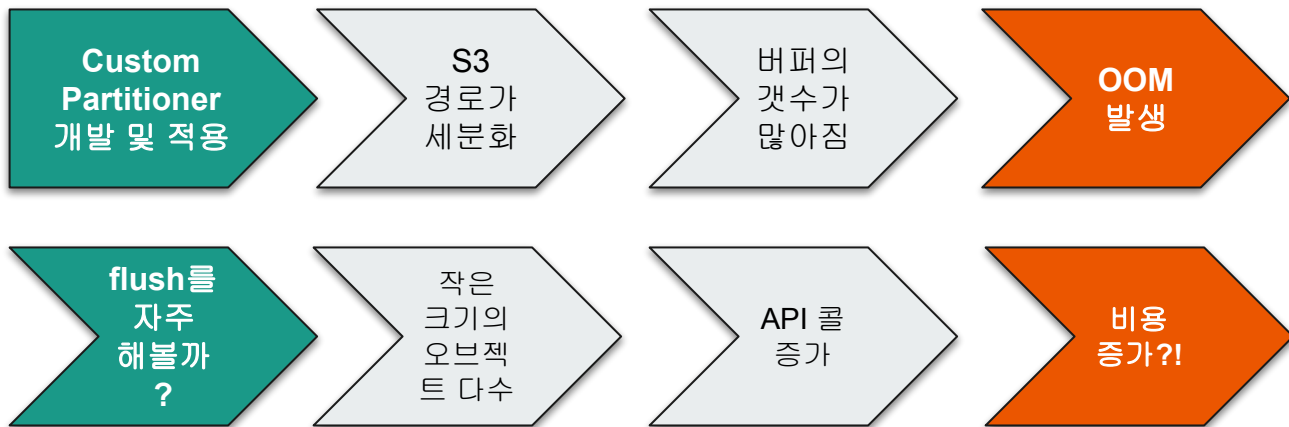 Custom
Partitioner
개발 및 적용
S3
경로가
세분화
버퍼의
갯수가
많아짐
OOM
발생
flush를
자주
해볼까
?
작은
크기의
오브젝
트 다수
API 콜
증가
비용
증가?!